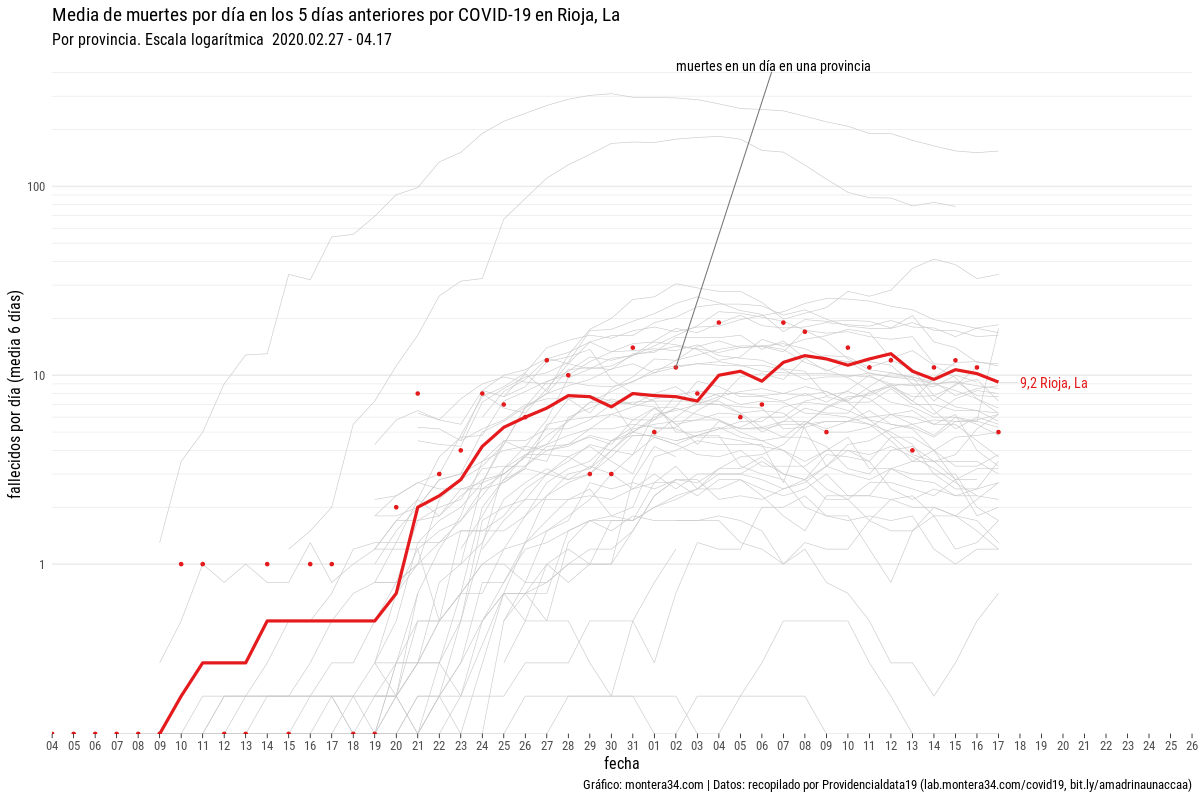 Media de muertes por día en los 5 días anteriores por COVID-19 en Rioja, La
Por provincia. Escala logarítmica 2020.02.27 - 04.17
muertes en un día en una provincia
100
10
1
fallecidos por día (media 6 días)
9,2 Rioja, La
04 05 06 07 08 09 10 11 12 13 14 15 16 17 18 19 20 21 22 23 24 25 26 27 28 29 30 31 01 02 03 04 05 06 07 08 09 10 11 12 13 14 15 16 17 18 19 20 21 22 23 24 25 26
fecha
Gráfico: montera34.com | Datos: recopilado por Providencialdata19 (lab.montera34.com/covid19, bit.ly/amadrinaunaccaa)